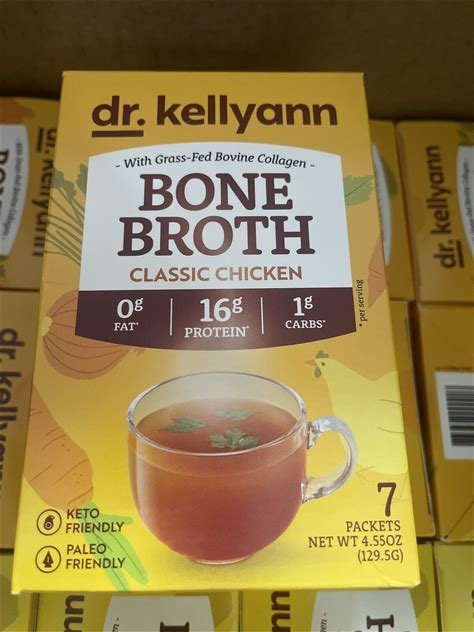 dr. kellyann
- With Grass-Fed Bovine Collagen -
BONE
BROTH
CLASSIC CHICKEN
0g
FAT*
16g
PROTEIN*
1g
CARBS*
* per serving
KETO
FRIENDLY
PALEO
FRIENDLY
7
PACKETS
NET WT 4.55OZ
(129.5G)
dr. kellyann
dr. kellyann